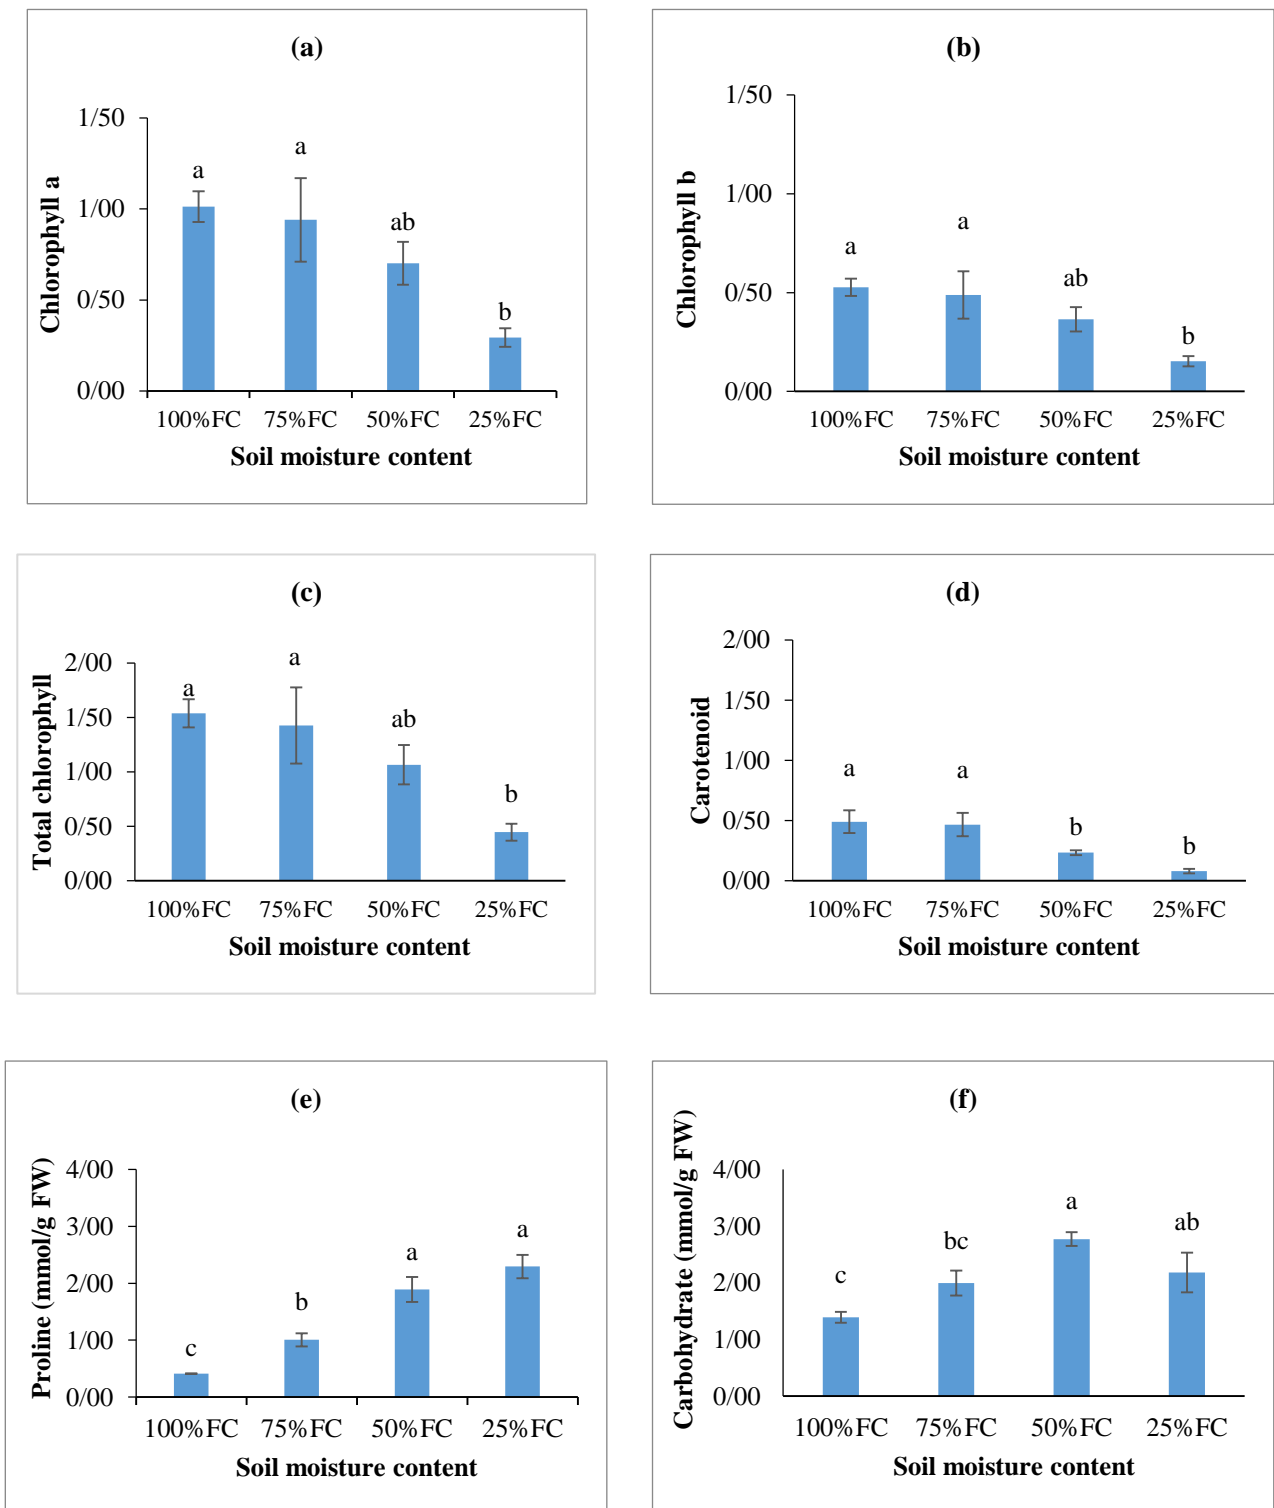 (a)
Chlorophyll a
1/50
1/00
0/50
0/00
a
a
ab
b
100%FC 75%FC 50%FC 25%FC
Soil moisture content
(b)
Chlorophyll b
1/50
1/00
0/50
0/00
a
a
ab
b
100%FC 75%FC 50%FC 25%FC
Soil moisture content
(c)
Total chlorophyll
2/00
1/50
1/00
0/50
0/00
a
a
ab
b
100%FC 75%FC 50%FC 25%FC
Soil moisture content
(d)
Carotenoid
2/00
1/50
1/00
0/50
0/00
a
a
b
b
100%FC 75%FC 50%FC 25%FC
Soil moisture content
(e)
Proline (mmol/g FW)
4/00
3/00
2/00
1/00
0/00
c
b
a
a
100%FC 75%FC 50%FC 25%FC
Soil moisture content
(f)
Carbohydrate (mmol/g FW)
4/00
3/00
2/00
1/00
0/00
c
bc
a
ab
100%FC 75%FC 50%FC 25%FC
Soil moisture content